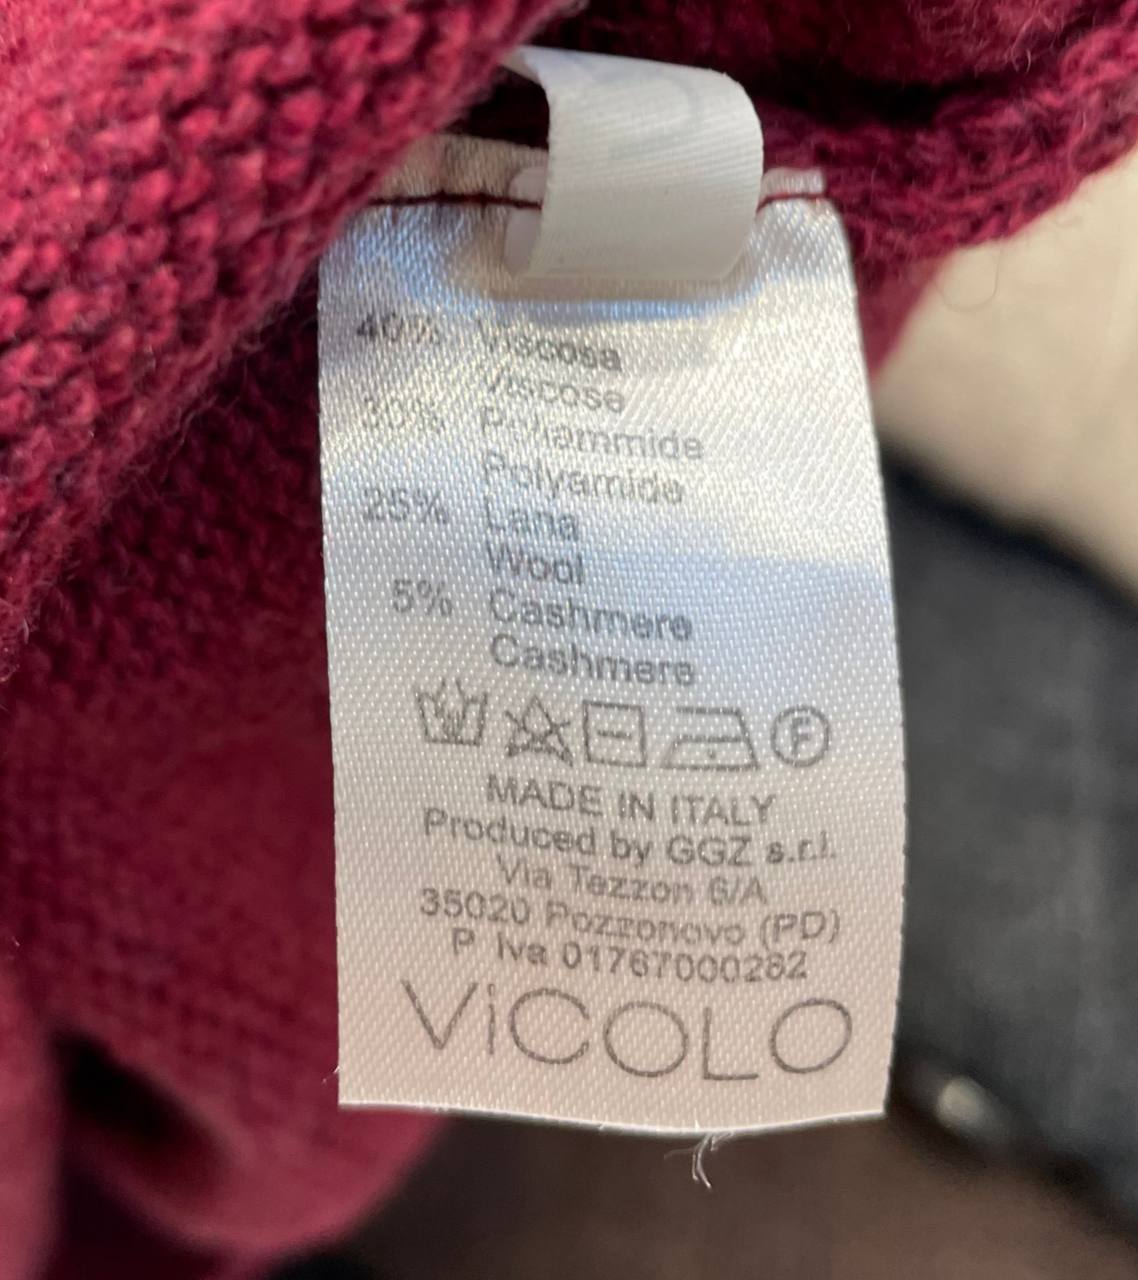 40% Viscosa
Viscose
30% Poliammide
Polyamide
25% Lana
Wool
5% Cashmere
Cashmere
F
MADE IN ITALY
Produced by GGZ s.r.l.
Via Tezzon 6/A
35020 Pozzonovo (PD)
P Iva 01767000282
ViCOLO